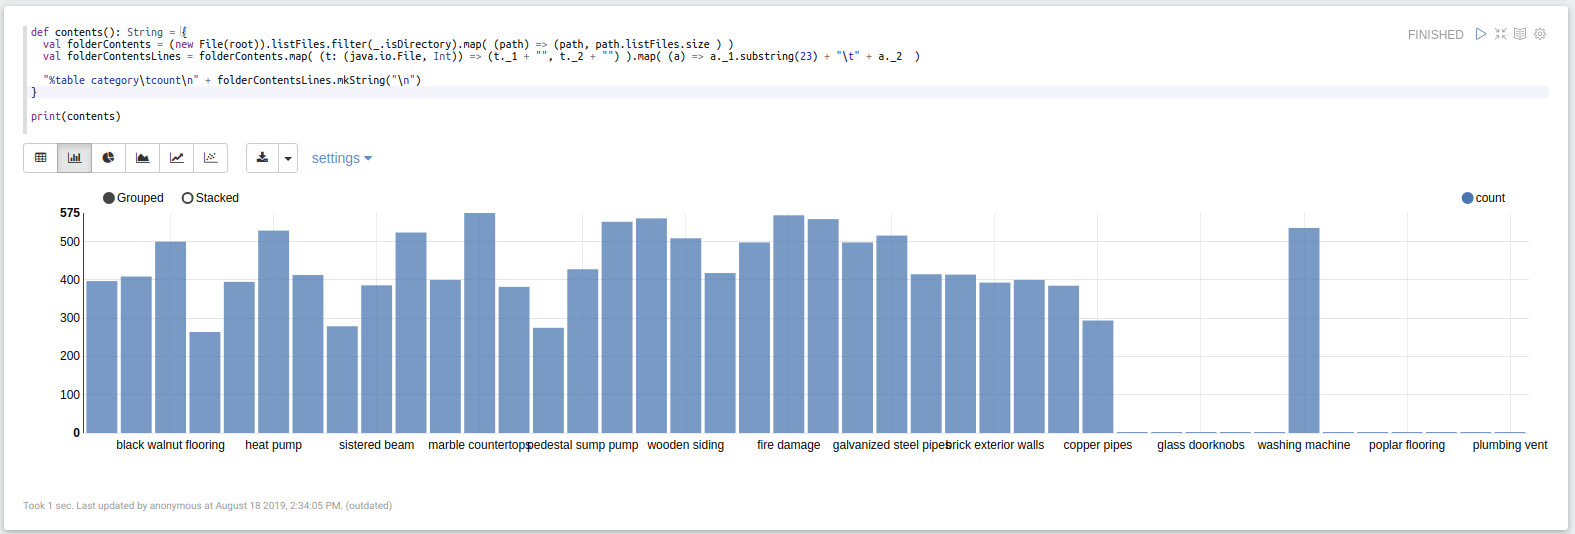 def contents(): String = {
val folderContents = (new File(root)).listFiles.filter(_.isDirectory).map( (path) => (path, path.listFiles.size ) )
val folderContentsLines = folderContents.map( (t: (java.io.File, Int)) => (t._1 + "", t._2 + "") ).map( (a) => a._1.substring(23) + "\t" + a._2  )
"%table category\tcount\n" + folderContentsLines.mkString("\n")
}
print(contents)
FINISHED
settings
Grouped
Stacked
count
575
500
400
300
200
100
0
black walnut flooring
heat pump
sistered beam
marble countertops
pedestal sump pump
wooden siding
fire damage
galvanized steel pipes
brick exterior walls
copper pipes
glass doorknobs
washing machine
poplar flooring
plumbing vent
Took 1 sec. Last updated by anonymous at August 18 2019, 2:34:05 PM. (outdated)